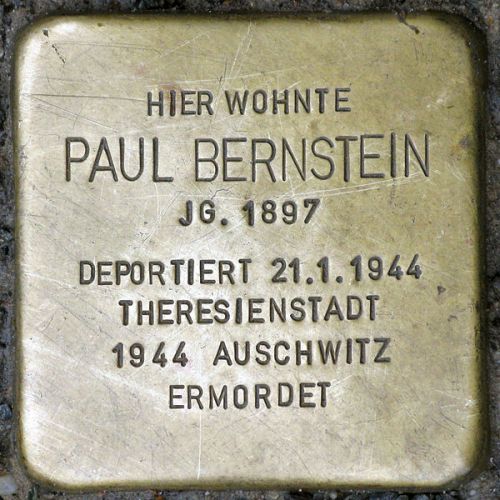 HIER WOHNTE
PAUL BERNSTEIN
JG. 1897
DEPORTIERT 21.1.1944
THERESIENSTADT
1944 AUSCHWITZ
ERMORDET